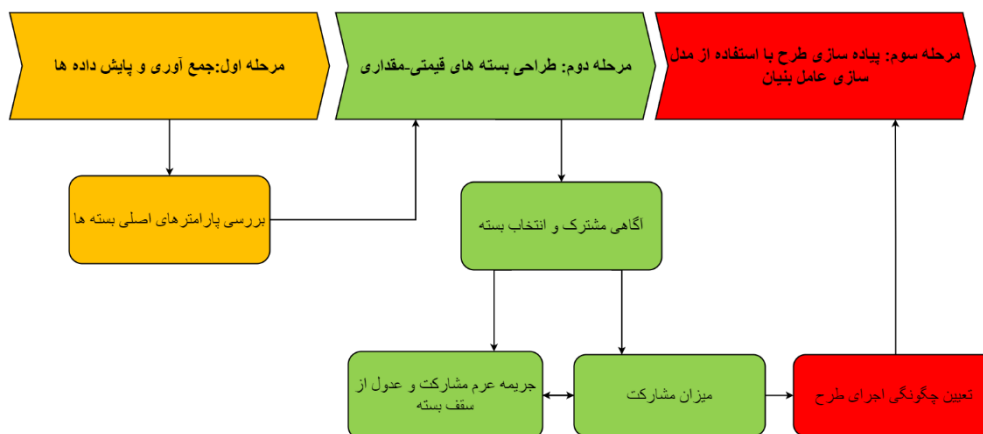 مرحله اول:جمع آوری و پایش داده ها
مرحله دوم: طراحی بسته های قیمتی-مقداری
مرحله سوم: پیاده سازی طرح با استفاده از مدل
سازی عامل بنیان
بررسی پارامترهای اصلی بسته ها
آگاهی مشترک و انتخاب بسته
جریمه عرم مشارکت و عدول از
سقف بسته
میزان مشارکت
تعیین چگونگی اجرای طرح